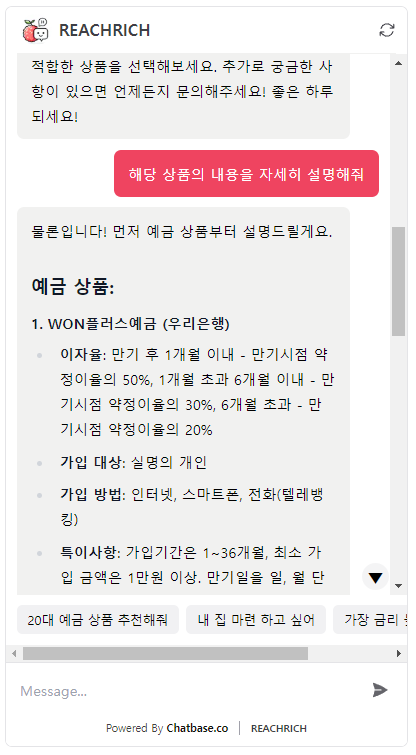 REACHRICH
적합한 상품을 선택해보세요. 추가로 궁금한 사
항이 있으면 언제든지 문의해주세요! 좋은 하루
되세요!
해당 상품의 내용을 자세히 설명해줘
물론입니다! 먼저 예금 상품부터 설명드릴게요.
예금 상품:
1. WON플러스예금 (우리은행)
이자율: 만기 후 1개월 이내 - 만기시점 약
정이율의 50%, 1개월 초과 6개월 이내 - 만
기시점 약정이율의 30%, 6개월 초과 - 만
기시점 약정이율의 20%
가입 대상: 실명의 개인
가입 방법: 인터넷, 스마트폰, 전화(텔레뱅
킹)
특이사항: 가입기간은 1~36개월, 최소 가
입 금액은 1만원 이상. 만기일을 일, 월 단
20대 예금 상품 추천해줘 내 집 마련 하고 싶어 가장 금리
Message...
Powered By Chatbase.co | REACHRICH